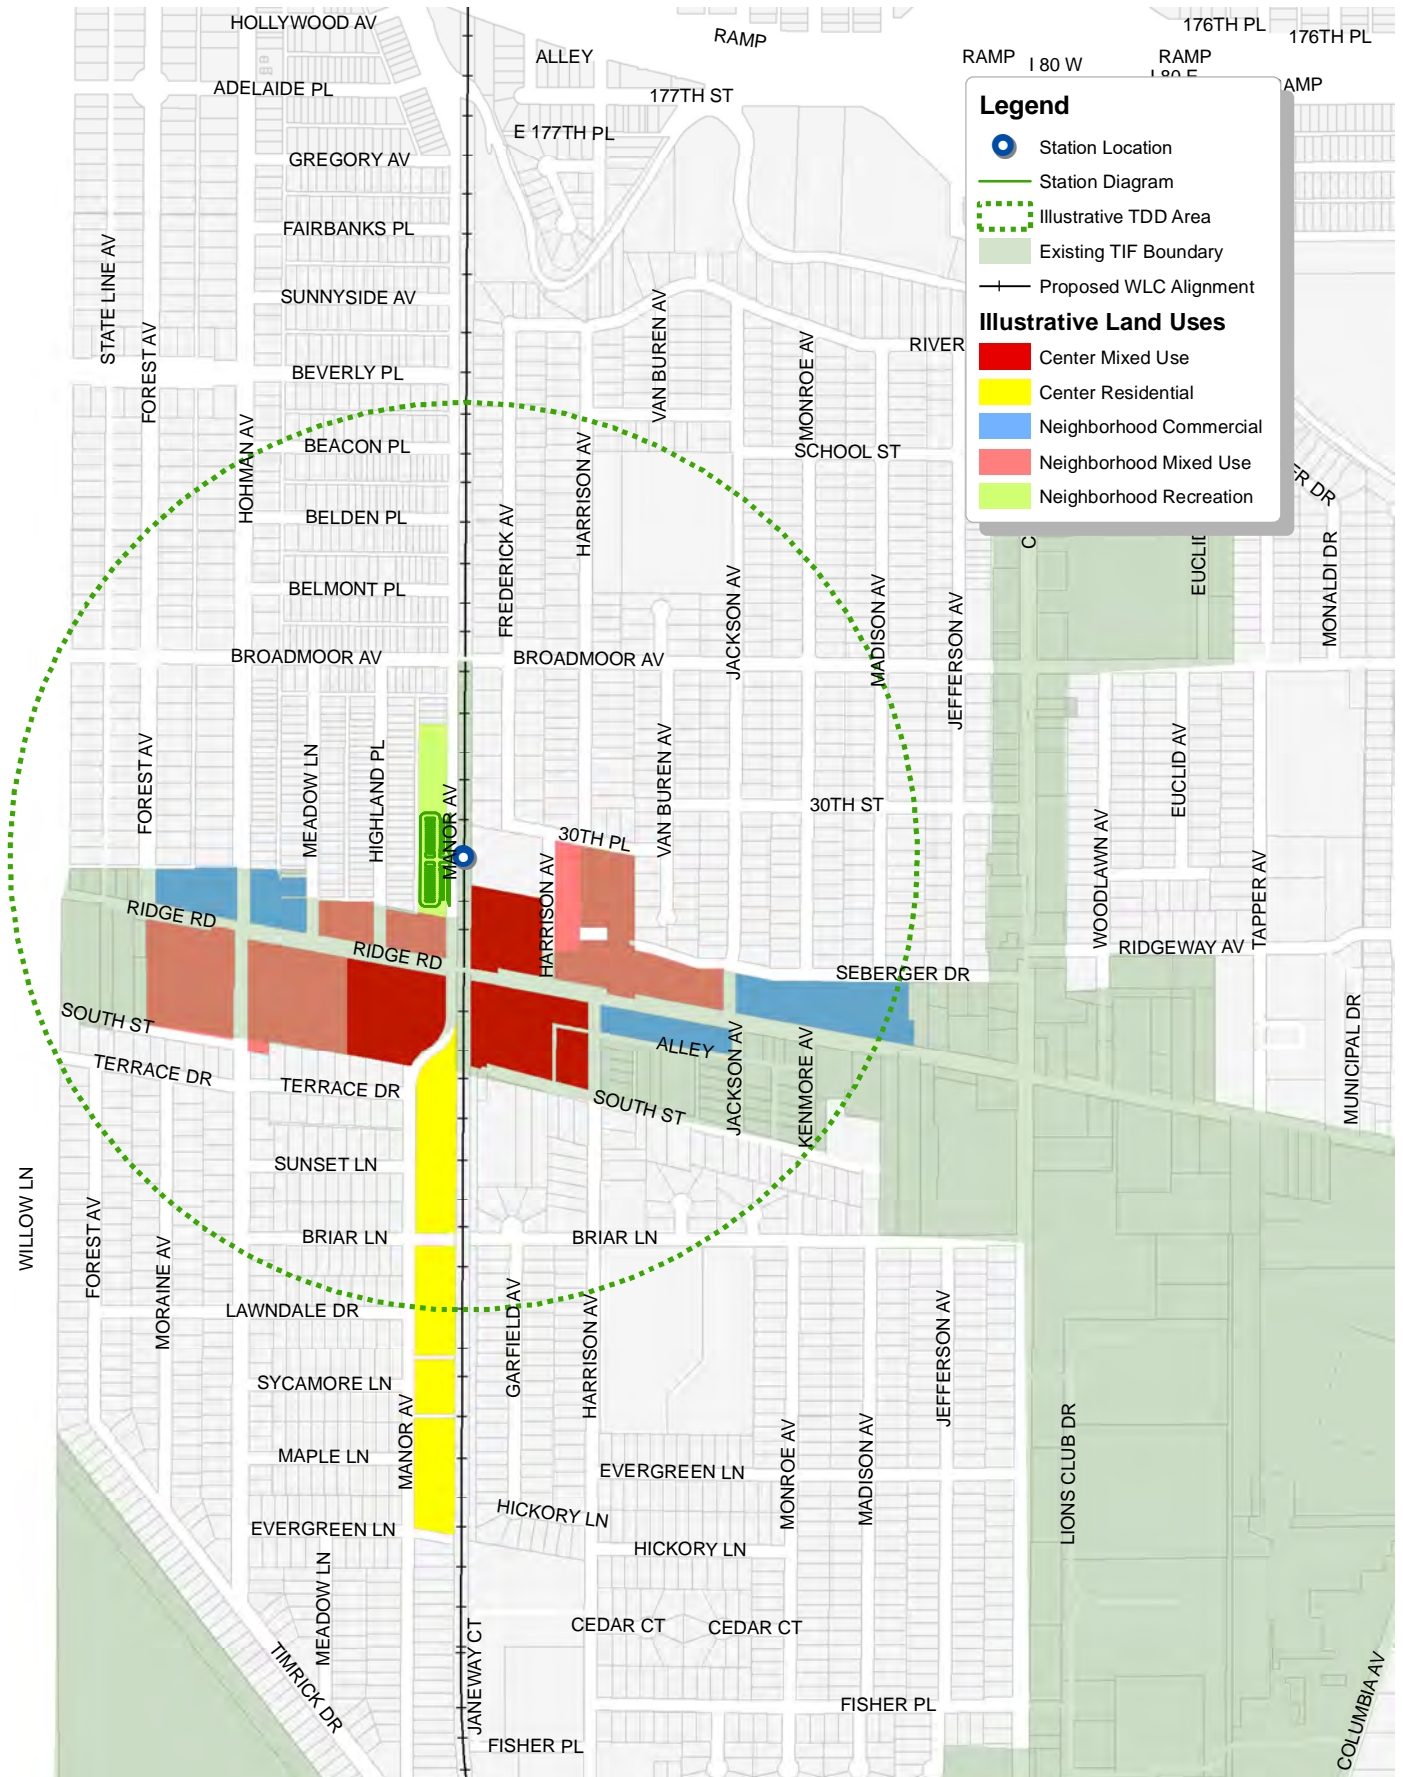 HOLLYWOOD AV
RAMP
176TH PL
176TH PL
ALLEY
RAMP
I 80 W
RAMP
ADELAIDE PL
177TH ST
E 177TH PL
GREGORY AV
FAIRBANKS PL
SUNNYSIDE AV
STATE LINE AV
FOREST AV
VAN BUREN AV
MONROE AV
RIVER
BEVERLY PL
Legend
Station Location
Station Diagram
Illustrative TDD Area
Existing TIF Boundary
Proposed WLC Alignment
Illustrative Land Uses
Center Mixed Use
Center Residential
Neighborhood Commercial
Neighborhood Mixed Use
Neighborhood Recreation
AMP
HOHMAN AV
BEACON PL
HARRISON AV
SCHOOL ST
ER DR
BELDEN PL
FREDERICK AV
C
EUCLID
MONALDI DR
BELMONT PL
JACKSON AV
MADISON AV
JEFFERSON AV
BROADMOOR AV
BROADMOOR AV
FOREST AV
MEADOW LN
HIGHLAND PL
MANOR AV
VAN BUREN AV
EUCLID AV
30TH ST
30TH PL
WOODLAWN AV
TAPPER AV
HARRISON AV
RIDGE RD
RIDGE RD
RIDGEWAY AV
SEBERGER DR
SOUTH ST
ALLEY
JACKSON AV
KENMORE AV
MUNICIPAL DR
TERRACE DR
TERRACE DR
SOUTH ST
SUNSET LN
WILLOW LN
FOREST AV
MORAINE AV
BRIAR LN
BRIAR LN
LAWNDALE DR
GARFIELD AV
HARRISON AV
JEFFERSON AV
SYCAMORE LN
MANOR AV
MAPLE LN
MONROE AV
MADISON AV
LIONS CLUB DR
EVERGREEN LN
HICKORY LN
EVERGREEN LN
HICKORY LN
MEADOW LN
CEDAR CT
CEDAR CT
TIMRICK DR
JANEWAY CT
FISHER PL
FISHER PL
COLUMBIA AV